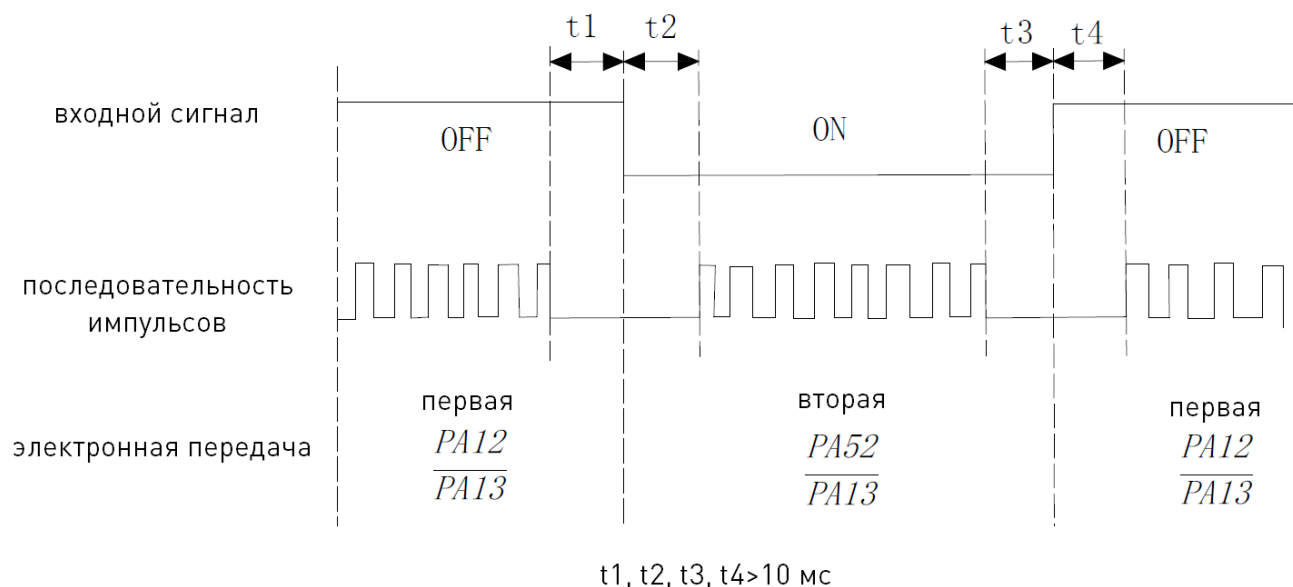 t1 t2 t3 t4
входной сигнал
OFF ON OFF
последовательность
импульсов
первая вторая первая
электронная передача
PA12 PA52 PA12
PA13 PA13 PA13
t1, t2, t3, t4>10 мс